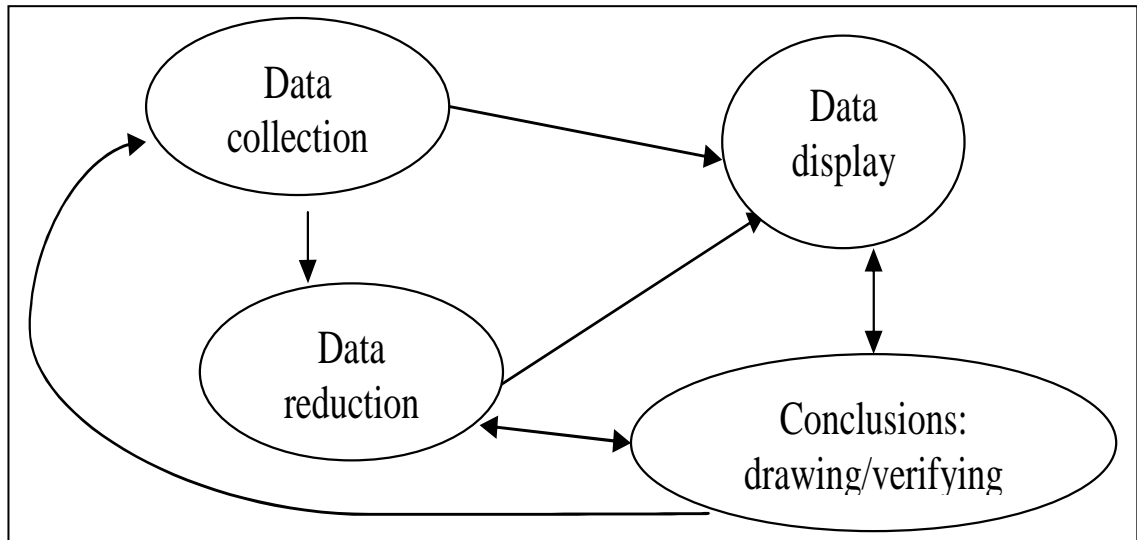 Data
collection
Data
display
Data
reduction
Conclusions:
drawing/verifying